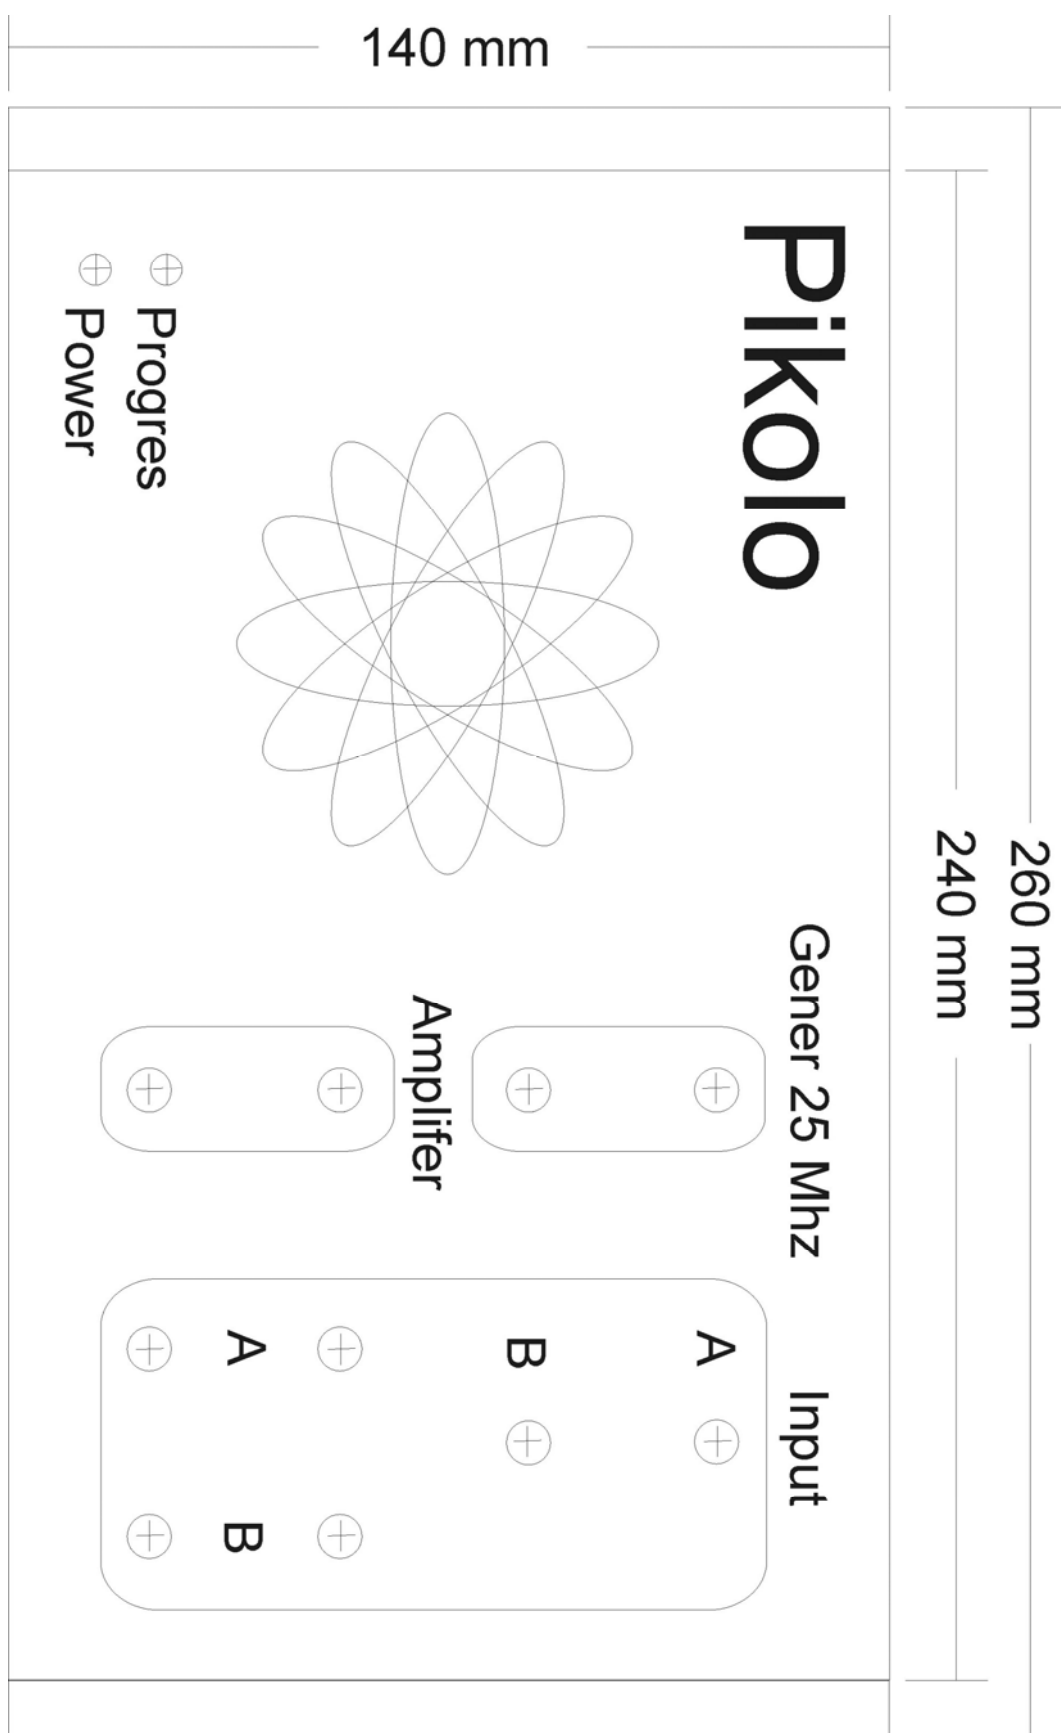 140 mm
260 mm
240 mm
Pikolo
Progres
Power
Gener 25 Mhz
Amplifer
Input
A
B
A
B